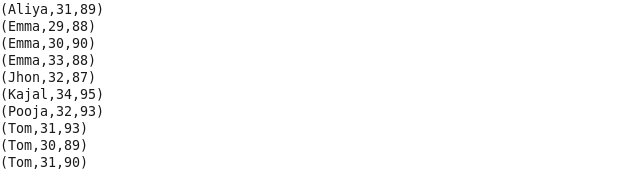 (Aliya,31,89)
(Emma,29,88)
(Emma,30,90)
(Emma,33,88)
(Jhon,32,87)
(Kajal,34,95)
(Pooja,32,93)
(Tom,31,93)
(Tom,30,89)
(Tom,31,90)